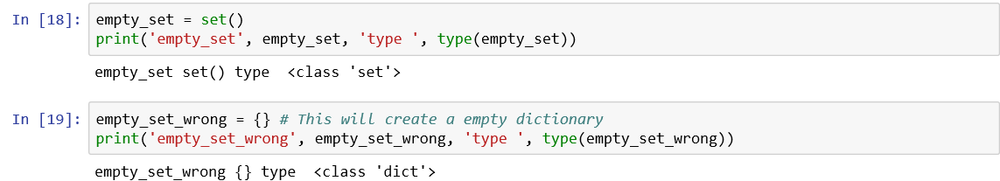 In [18]: empty_set = set()
print('empty_set', empty_set, 'type ', type(empty_set))
empty_set set() type  <class 'set'>
In [19]: empty_set_wrong = {} # This will create a empty dictionary
print('empty_set_wrong', empty_set_wrong, 'type ', type(empty_set_wrong))
empty_set_wrong {} type  <class 'dict'>